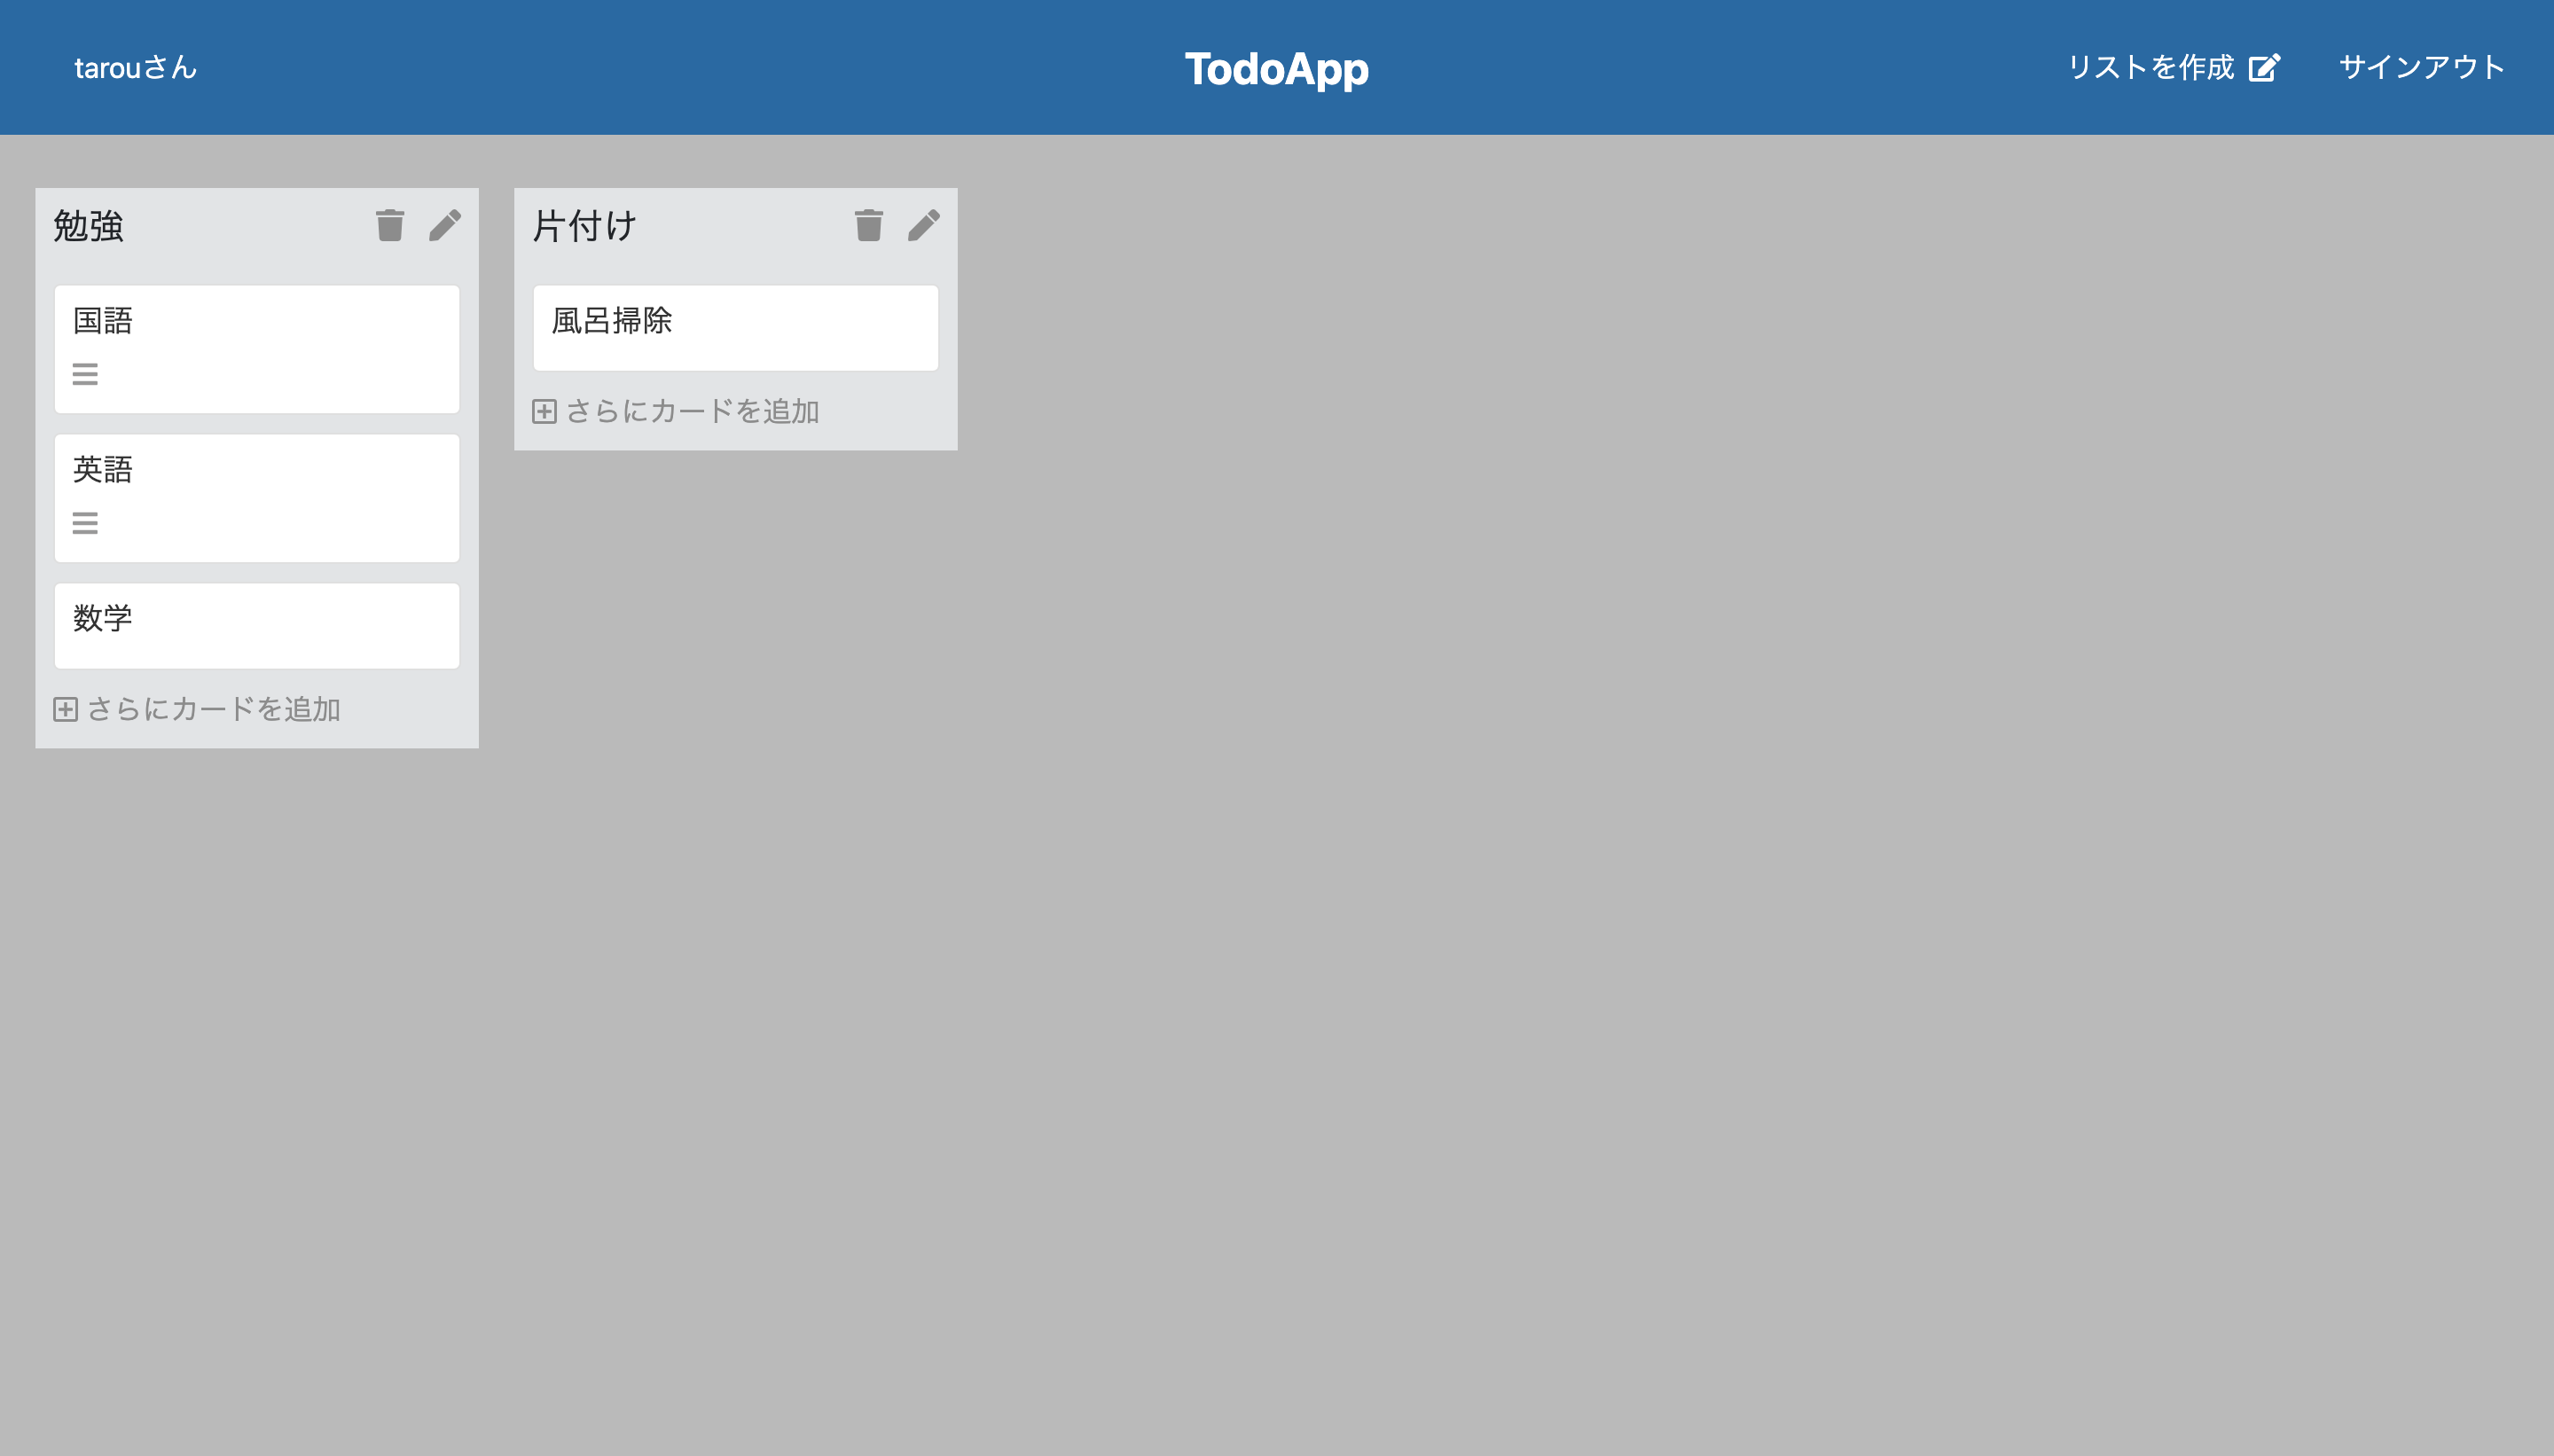 tarouさん
TodoApp
リストを作成
サインアウト
勉強
国語
英語
数学
さらにカードを追加
片付け
風呂掃除
さらにカードを追加